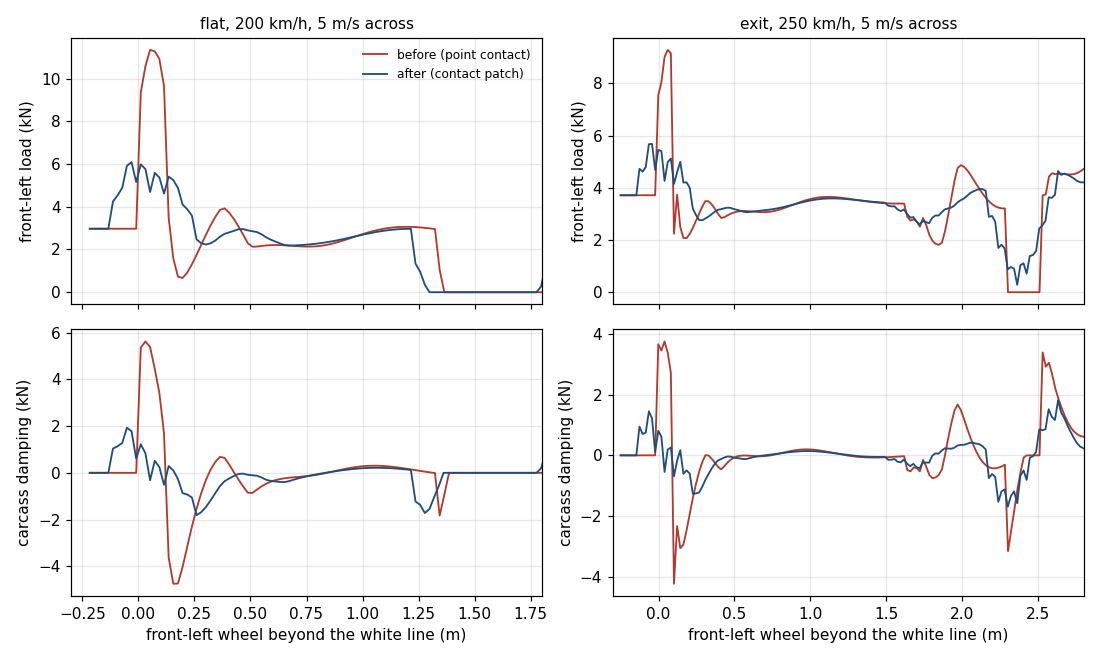 flat, 200 km/h, 5 m/s across
front-left load (kN)
10
8
6
4
2
0
before (point contact)
after (contact patch)
exit, 250 km/h, 5 m/s across
front-left load (kN)
8
6
4
2
0
carcass damping (kN)
6
4
2
0
−2
−4
−0.25 0.00 0.25 0.50 0.75 1.00 1.25 1.50 1.75
front-left wheel beyond the white line (m)
carcass damping (kN)
4
2
0
−2
−4
0.0 0.5 1.0 1.5 2.0 2.5
front-left wheel beyond the white line (m)